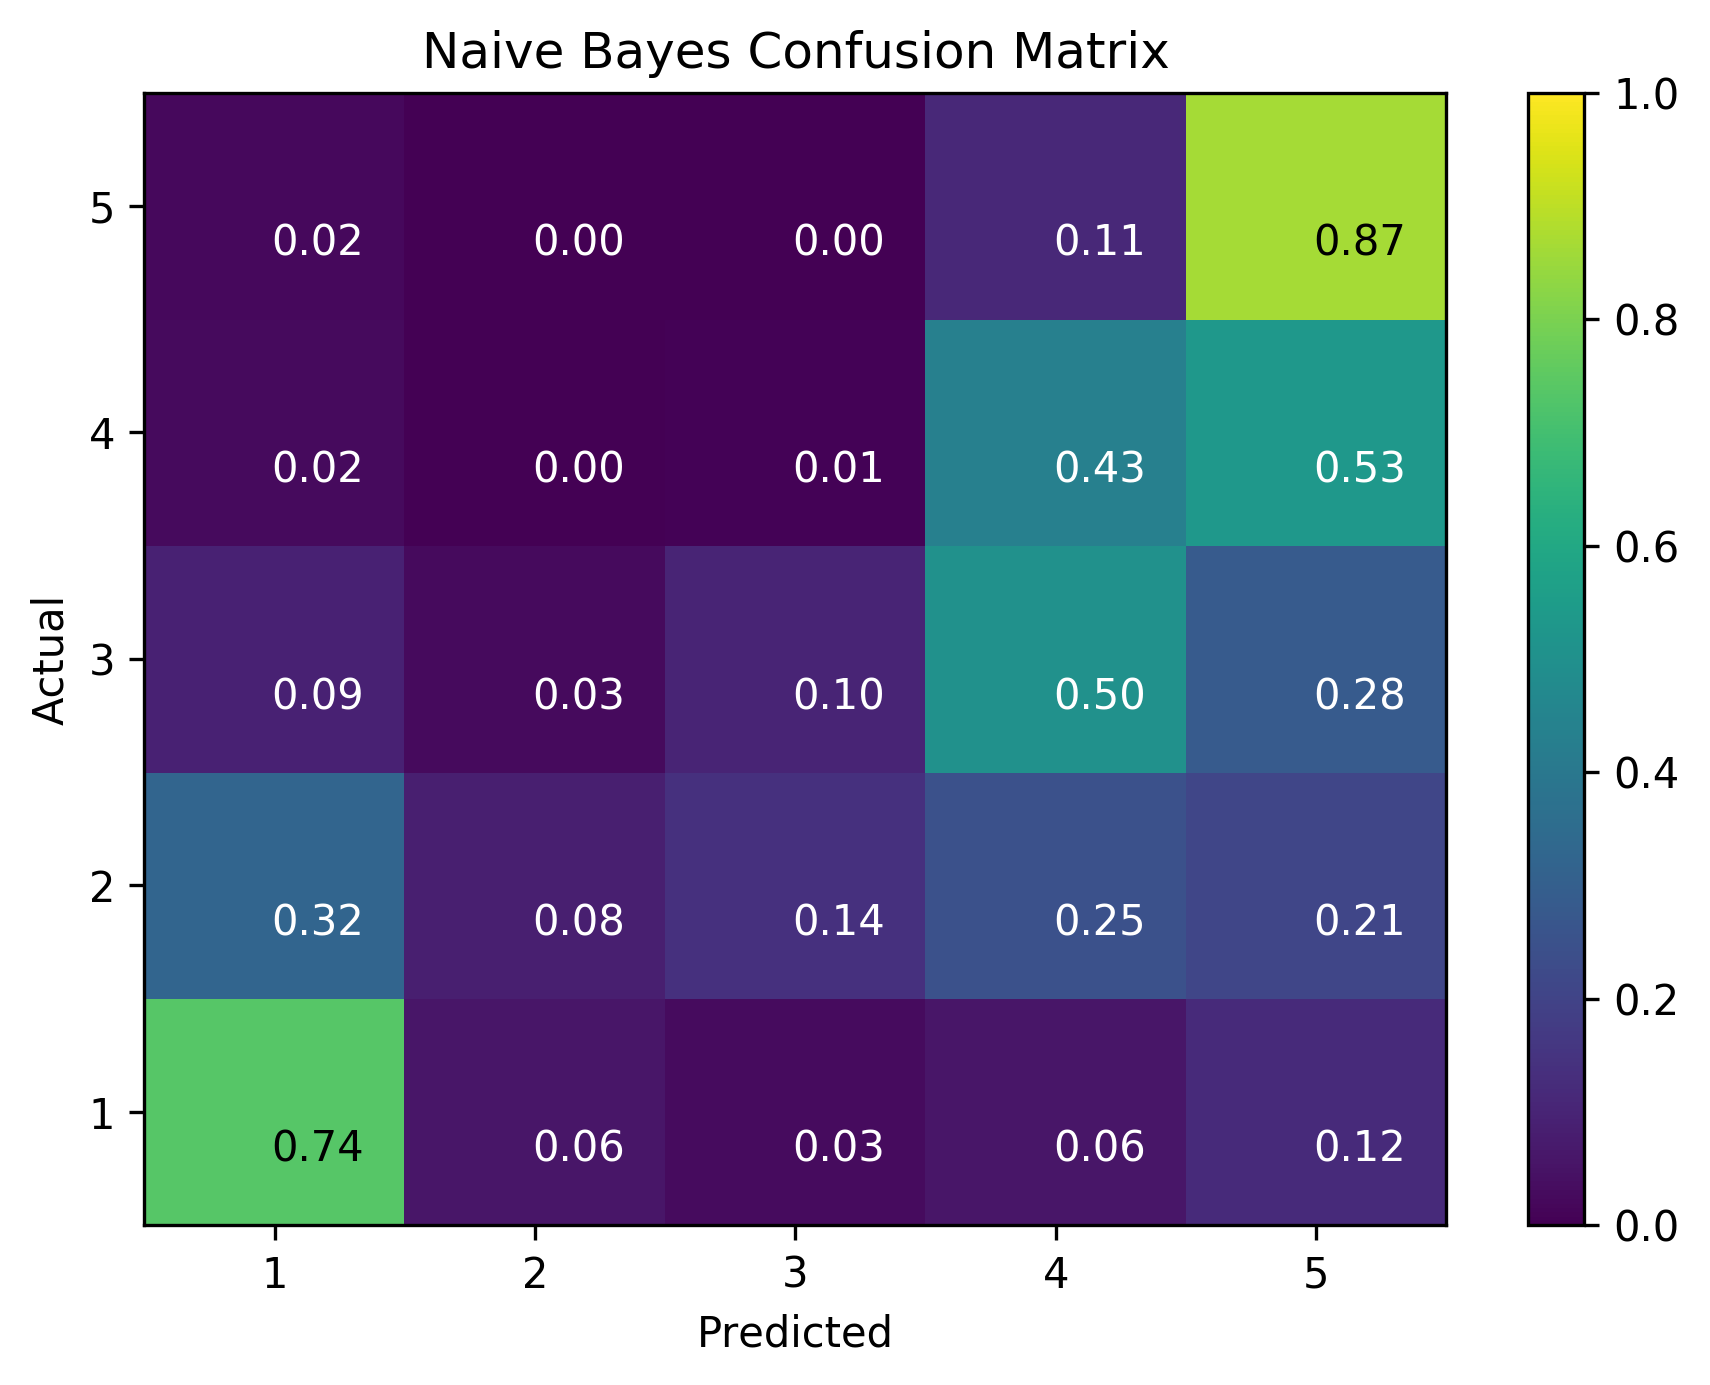 Naive Bayes Confusion Matrix
5 0.02 0.00 0.00 0.11 0.87
4 0.02 0.00 0.01 0.43 0.53
3 0.09 0.03 0.10 0.50 0.28
2 0.32 0.08 0.14 0.25 0.21
1 0.74 0.06 0.03 0.06 0.12
1 2 3 4 5
Predicted
Actual
1.0
0.8
0.6
0.4
0.2
0.0